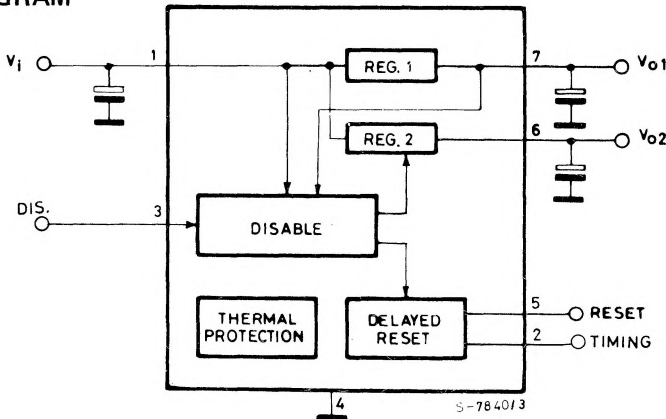 GRAM
Vi
1
REG. 1
7
Vo1
REG. 2
6
Vo2
DIS.
3
DISABLE
THERMAL
PROTECTION
DELAYED
RESET
5
RESET
2
TIMING
4
S-7840/3